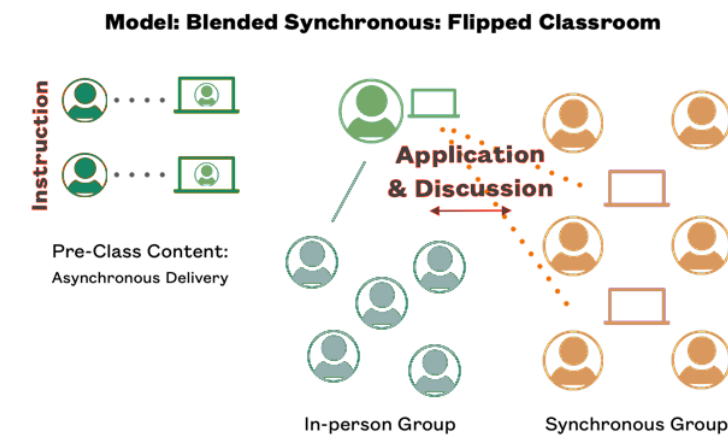 Model: Blended Synchronous: Flipped Classroom
Instruction
Pre-Class Content:
Asynchronous Delivery
Application
& Discussion
In-person Group
Synchronous Group